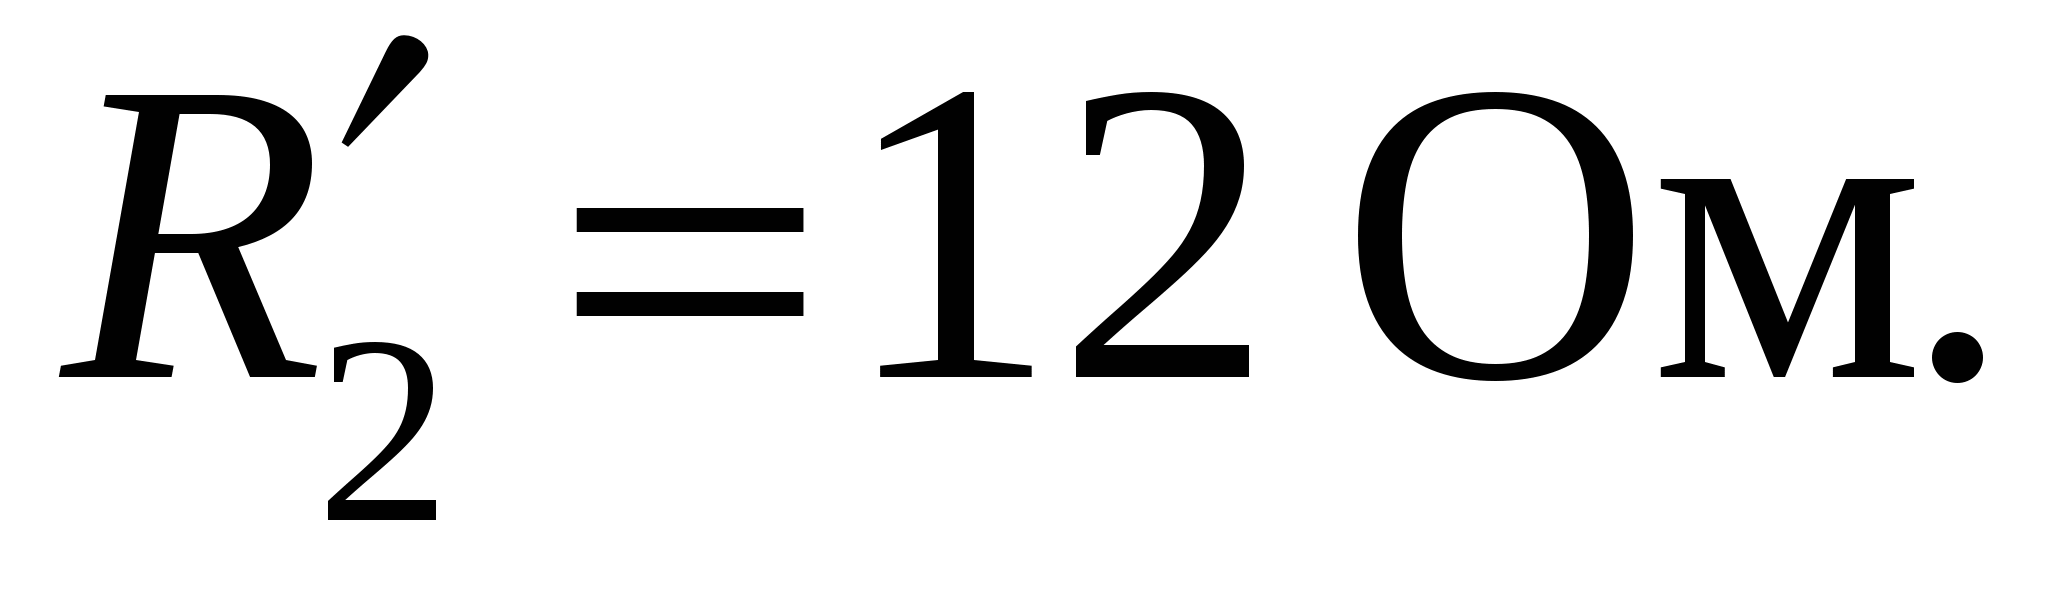 R′₂ = 12 Ом.